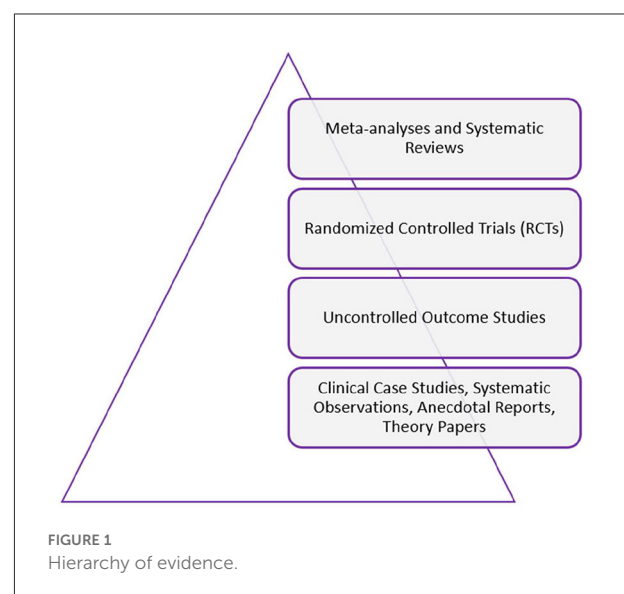 Meta-analyses and Systematic
Reviews
Randomized Controlled Trials (RCTs)
Uncontrolled Outcome Studies
Clinical Case Studies, Systematic
Observations, Anecdotal Reports,
Theory Papers
FIGURE 1
Hierarchy of evidence.